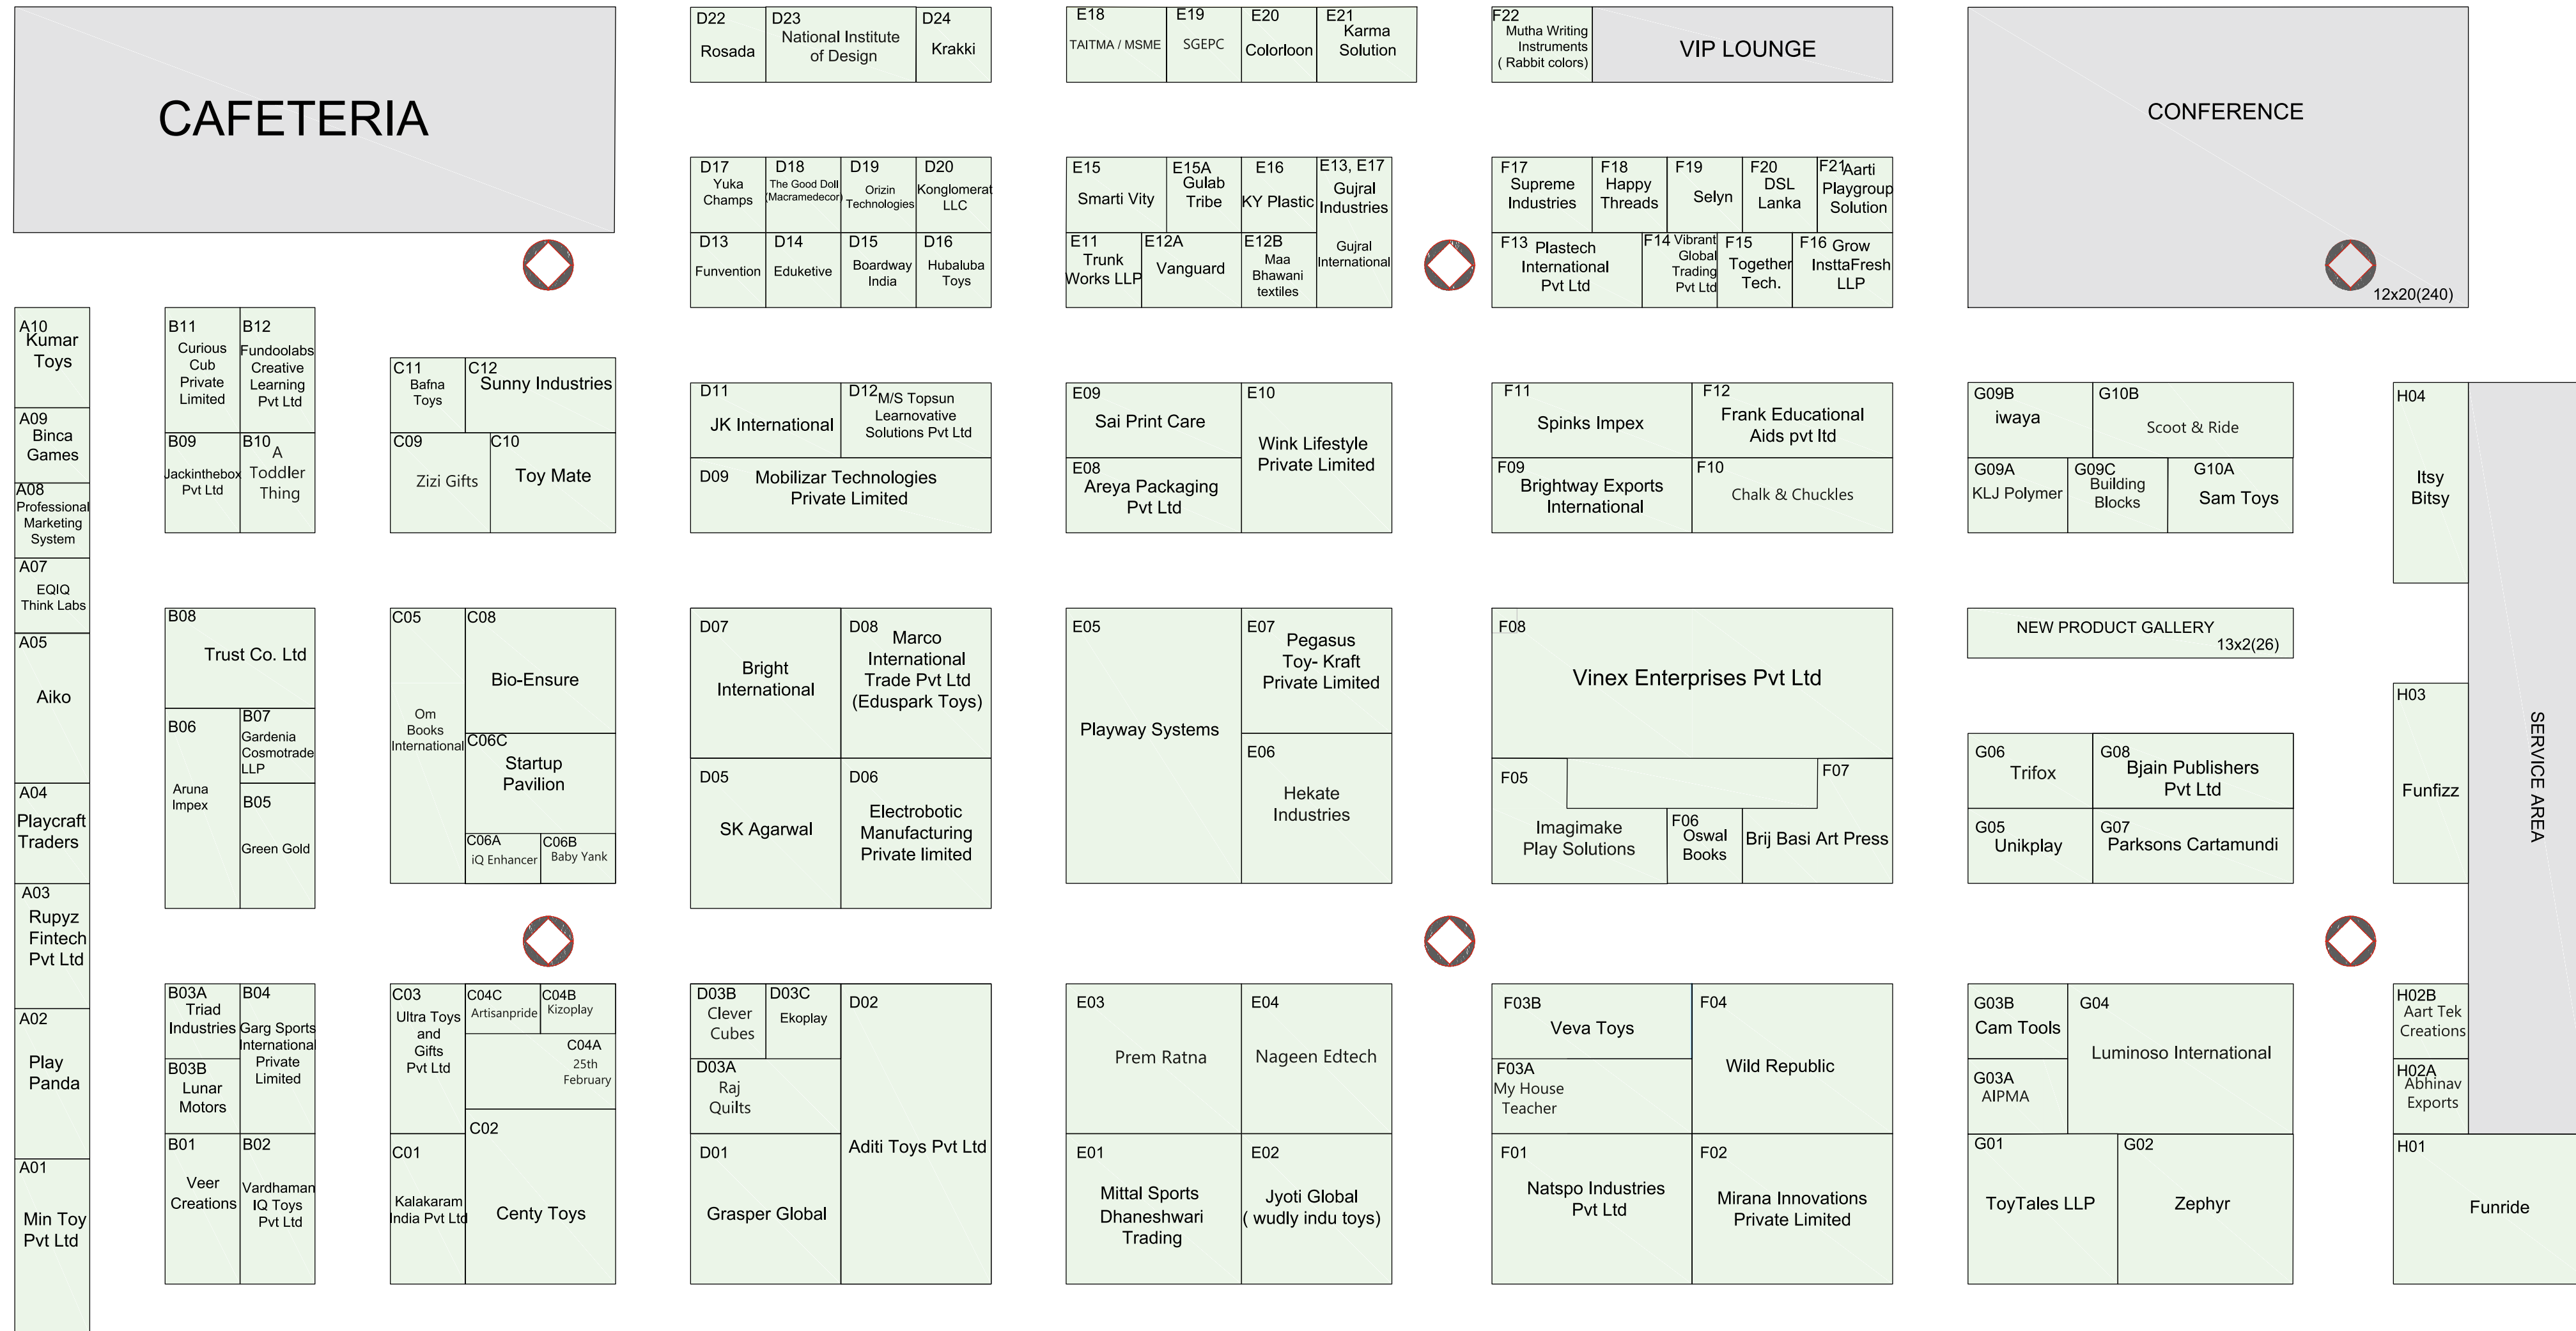 CAFETERIA
D22
Rosada
D23
National Institute
of Design
D24
Krakki
E18
TAITMA / MSME
E19
SGEPC
E20
Colorloon
E21
Karma
Solution
F22
Mutha Writing
Instruments
( Rabbit colors)
VIP LOUNGE
CONFERENCE
12x20(240)
D17
Yuka
Champs
D18
The Good Doll
(Macramedecor)
D19
Orizin
Technologies
D20
Konglomerat
LLC
D13
Funvention
D14
Eduketive
D15
Boardway
India
D16
Hubaluba
Toys
E15
Smarti Vity
E15A
Gulab
Tribe
E16
KY Plastic
E13, E17
Gujral
Industries
Gujral
International
E11
Trunk
Works LLP
E12A
Vanguard
E12B
Maa
Bhawani
textiles
F17
Supreme
Industries
F18
Happy
Threads
F19
Selyn
F20
DSL
Lanka
F21
Aarti
Playgroup
Solution
F13 Plastech
International
Pvt Ltd
F14 Vibrant
Global
Trading
Pvt Ltd
F15
Together
Tech.
F16 Grow
InsttaFresh
LLP
A10
Kumar
Toys
A09
Binca
Games
A08
Professional
Marketing
System
A07
EQIQ
Think Labs
A05
Aiko
A04
Playcraft
Traders
A03
Rupyz
Fintech
Pvt Ltd
A02
Play
Panda
A01
Min Toy
Pvt Ltd
B11
Curious
Cub
Private
Limited
B12
Fundoolabs
Creative
Learning
Pvt Ltd
B09
Jackinthebox
Pvt Ltd
B10
A
Toddler
Thing
C11
Bafna
Toys
C12
Sunny Industries
C09
Zizi Gifts
C10
Toy Mate
D11
JK International
D12
M/S Topsun
Learnovative
Solutions Pvt Ltd
D09
Mobilizar Technologies
Private Limited
E09
Sai Print Care
E10
Wink Lifestyle
Private Limited
E08
Areya Packaging
Pvt Ltd
F11
Spinks Impex
F12
Frank Educational
Aids pvt ltd
F09
Brightway Exports
International
F10
Chalk & Chuckles
G09B
iwaya
G10B
Scoot & Ride
G09A
KLJ Polymer
G09C
Building
Blocks
G10A
Sam Toys
H04
Itsy
Bitsy
SERVICE AREA
B08
Trust Co. Ltd
B06
Aruna
Impex
B07
Gardenia
Cosmotrade
LLP
B05
Green Gold
C05
Om
Books
International
C08
Bio-Ensure
C06C
Startup
Pavilion
C06A
iQ Enhancer
C06B
Baby Yank
D07
Bright
International
D08
Marco
International
Trade Pvt Ltd
(Eduspark Toys)
D05
SK Agarwal
D06
Electrobotic
Manufacturing
Private limited
E05
Playway Systems
E07
Pegasus
Toy- Kraft
Private Limited
E06
Hekate
Industries
F08
Vinex Enterprises Pvt Ltd
F05
Imagimake
Play Solutions
F06
Oswal
Books
F07
Brij Basi Art Press
NEW PRODUCT GALLERY
13x2(26)
G06
Trifox
G08
Bjain Publishers
Pvt Ltd
G05
Unikplay
G07
Parksons Cartamundi
H03
Funfizz
B03A
Triad
Industries
B04
Garg Sports
International
Private
Limited
B03B
Lunar
Motors
B01
Veer
Creations
B02
Vardhaman
IQ Toys
Pvt Ltd
C03
Ultra Toys
and
Gifts
Pvt Ltd
C04C
Artisanpride
C04B
Kizoplay
C04A
25th
February
C01
Kalakaram
India Pvt Ltd
C02
Centy Toys
D03B
Clever
Cubes
D03C
Ekoplay
D03A
Raj
Quilts
D02
Aditi Toys Pvt Ltd
D01
Grasper Global
E03
Prem Ratna
E04
Nageen Edtech
E01
Mittal Sports
Dhaneshwari
Trading
E02
Jyoti Global
( wudly indu toys)
F03B
Veva Toys
F03A
My House
Teacher
F04
Wild Republic
F01
Natspo Industries
Pvt Ltd
F02
Mirana Innovations
Private Limited
G03B
Cam Tools
G03A
AIPMA
G04
Luminoso International
G01
ToyTales LLP
G02
Zephyr
H02B
Aart Tek
Creations
H02A
Abhinav
Exports
H01
Funride